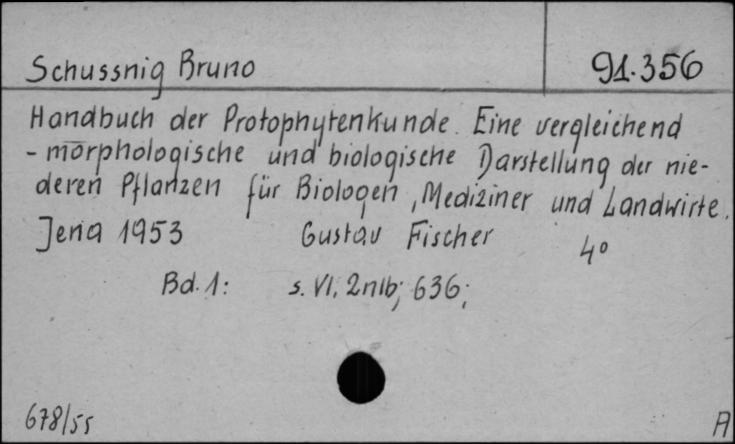 Schussnig Bruno
91.356
Handbuch der Protophytenkunde. Eine vergleichend
- morphologische und biologische Darstellung der nie-
deren Pflanzen für Biologen, Mediziner und Landwirte.
Jena 1953 Gustav Fischer 4º
Bd. 1: s. VI, 2nlb; 636;
678/55
A